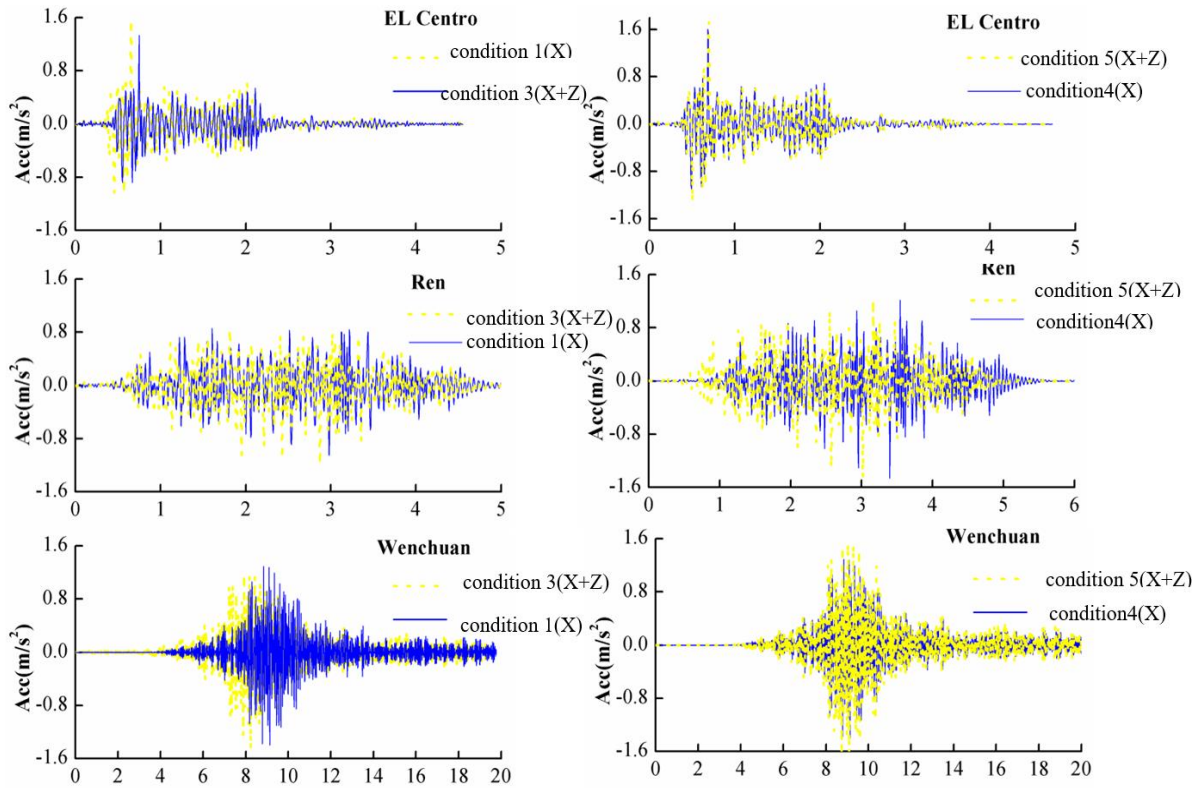 EL Centro
condition 1(X)
condition 3(X+Z)
Acc(m/s²)
1.6
0.8
0.0
-0.8
-1.6
0 1 2 3 4 5
EL Centro
condition 5(X+Z)
condition4(X)
Acc(m/s²)
1.6
0.8
0.0
-0.8
-1.6
0 1 2 3 4 5
Ren
condition 3(X+Z)
condition 1(X)
Acc(m/s²)
1.6
0.8
0.0
-0.8
-1.6
0 1 2 3 4 5
Ren
condition 5(X+Z)
condition4(X)
Acc(m/s²)
1.6
0.8
0.0
-0.8
-1.6
0 1 2 3 4 5 6
Wenchuan
condition 3(X+Z)
condition 1(X)
Acc(m/s²)
1.6
0.8
0.0
-0.8
-1.6
0 2 4 6 8 10 12 14 16 18 20
Wenchuan
condition 5(X+Z)
condition4(X)
Acc(m/s²)
1.6
0.8
0.0
-0.8
-1.6
0 2 4 6 8 10 12 14 16 18 20